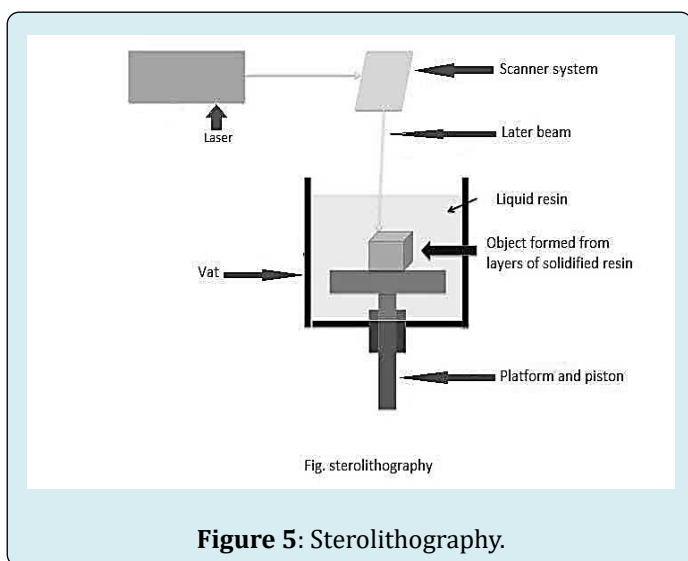 Scanner system
Laser
Later beam
Liquid resin
Object formed from
layers of solidified resin
Vat
Platform and piston
Fig. sterolithography
Figure 5: Sterolithography.